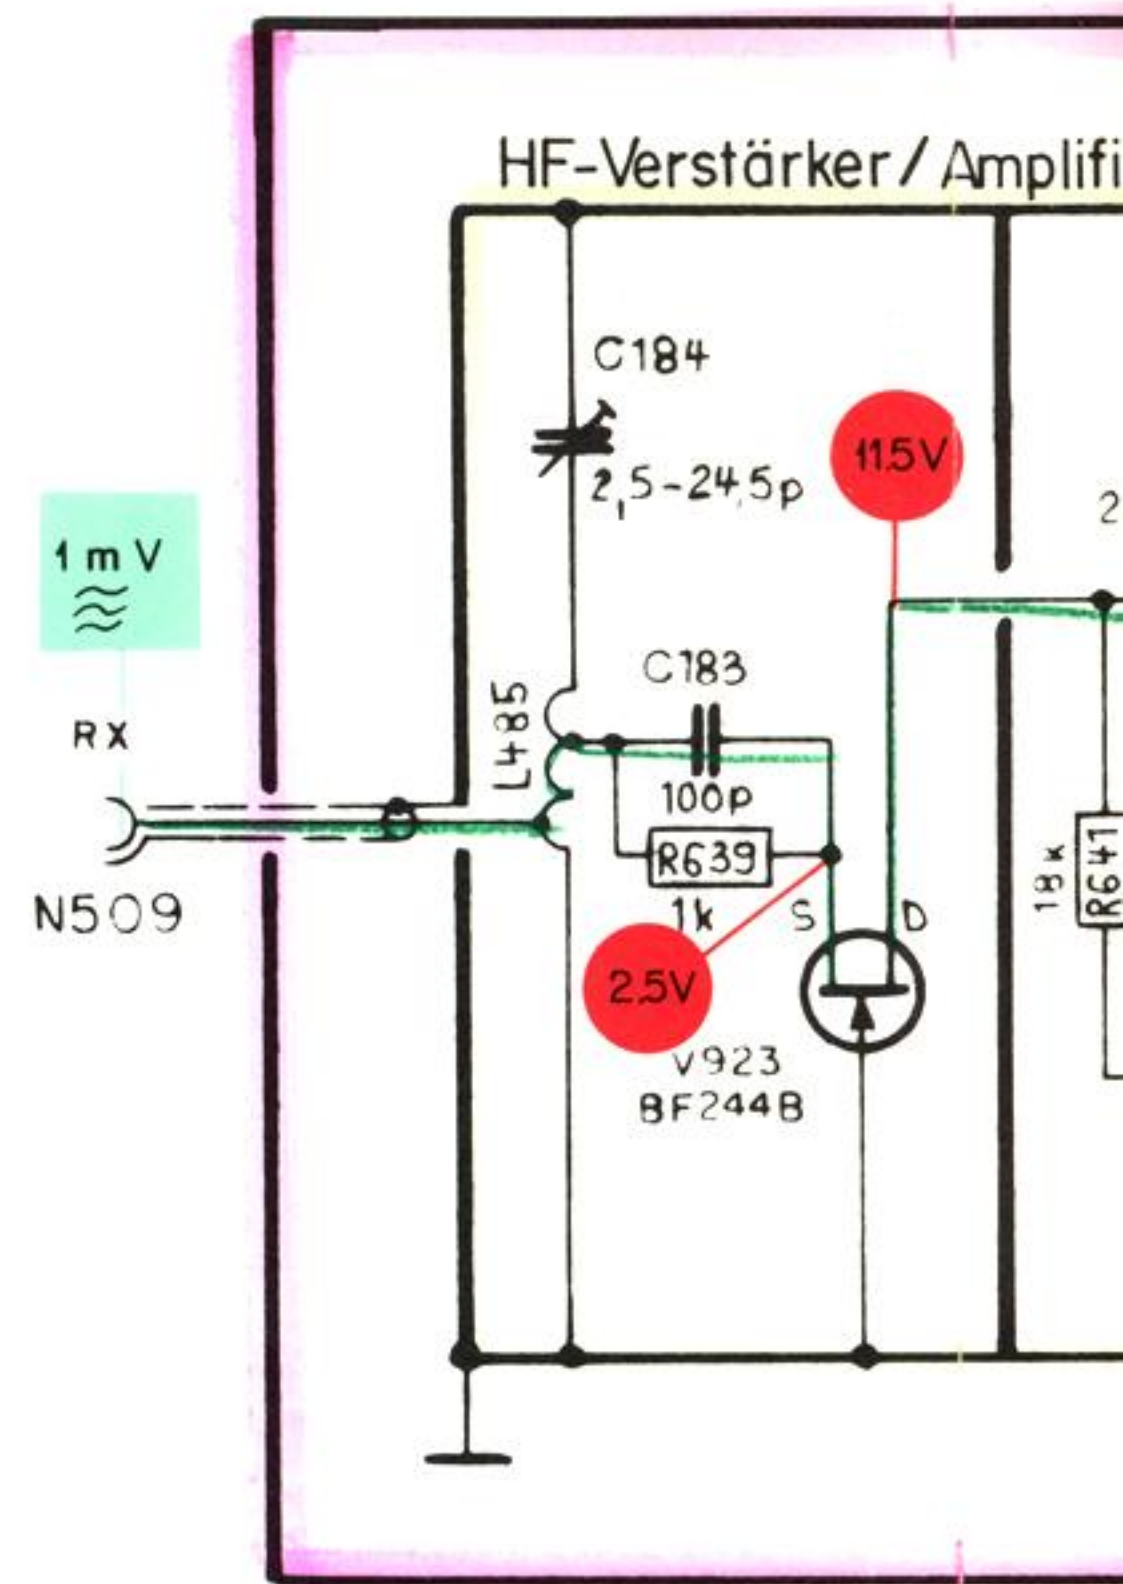 HF-Verstärker/Amplifi
C184
11.5V
2,5-24,5p
1 mV
2
C183
L485
RX
100p
R639
1k
18k
R641
N509
S
D
2.5V
V923
BF244B